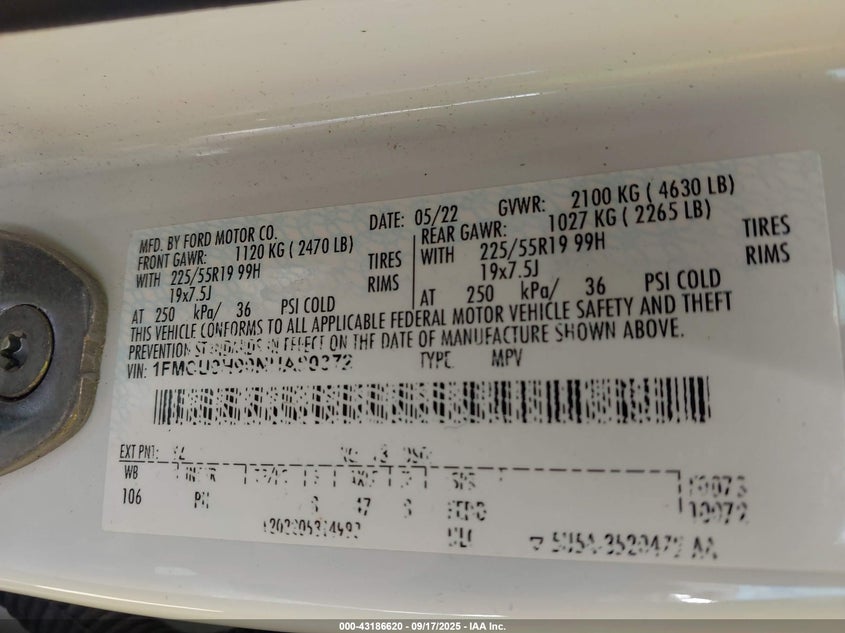 MFD. BY FORD MOTOR CO. DATE: 05/22 GVWR: 2100 KG ( 4630 LB)
FRONT GAWR: 1120 KG ( 2470 LB) REAR GAWR: 1027 KG ( 2265 LB)
WITH 225/55R19 99H TIRES WITH 225/55R19 99H TIRES
19x7.5J RIMS 19x7.5J RIMS
AT 250 kPa/ 36 PSI COLD AT 250 kPa/ 36 PSI COLD
THIS VEHICLE CONFORMS TO ALL APPLICABLE FEDERAL MOTOR VEHICLE SAFETY AND THEFT
PREVENTION STANDARDS IN EFFECT ON THE DATE OF MANUFACTURE SHOWN ABOVE.
VIN: TYPE: MPV
EXT PNT:
WB
106
000-43186620 - 09/17/2025 - IAA Inc.